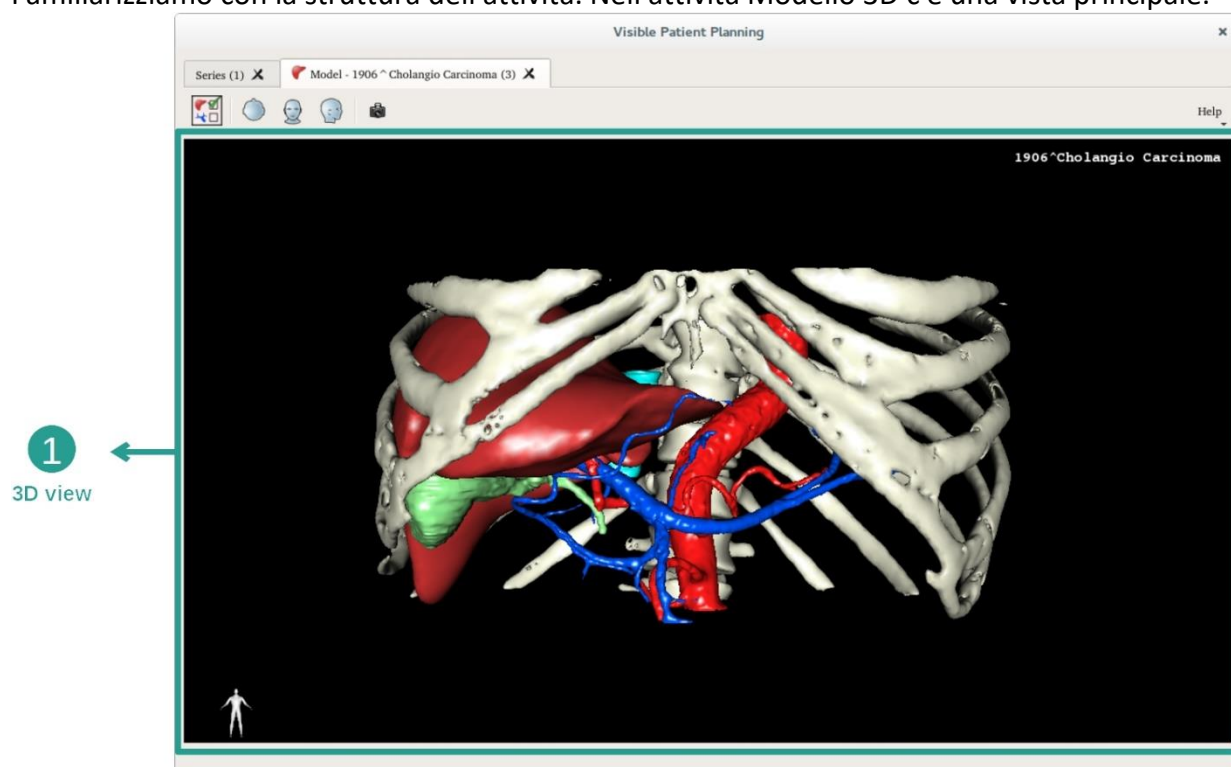 Familiarizziamo con la struttura dell'attività. Nell'attività Modello 3D c'è una vista principale.
Visible Patient Planning
Series (1)
Model - 1906 ^ Cholangio Carcinoma (3)
Help
1906^Cholangio Carcinoma
1
3D view